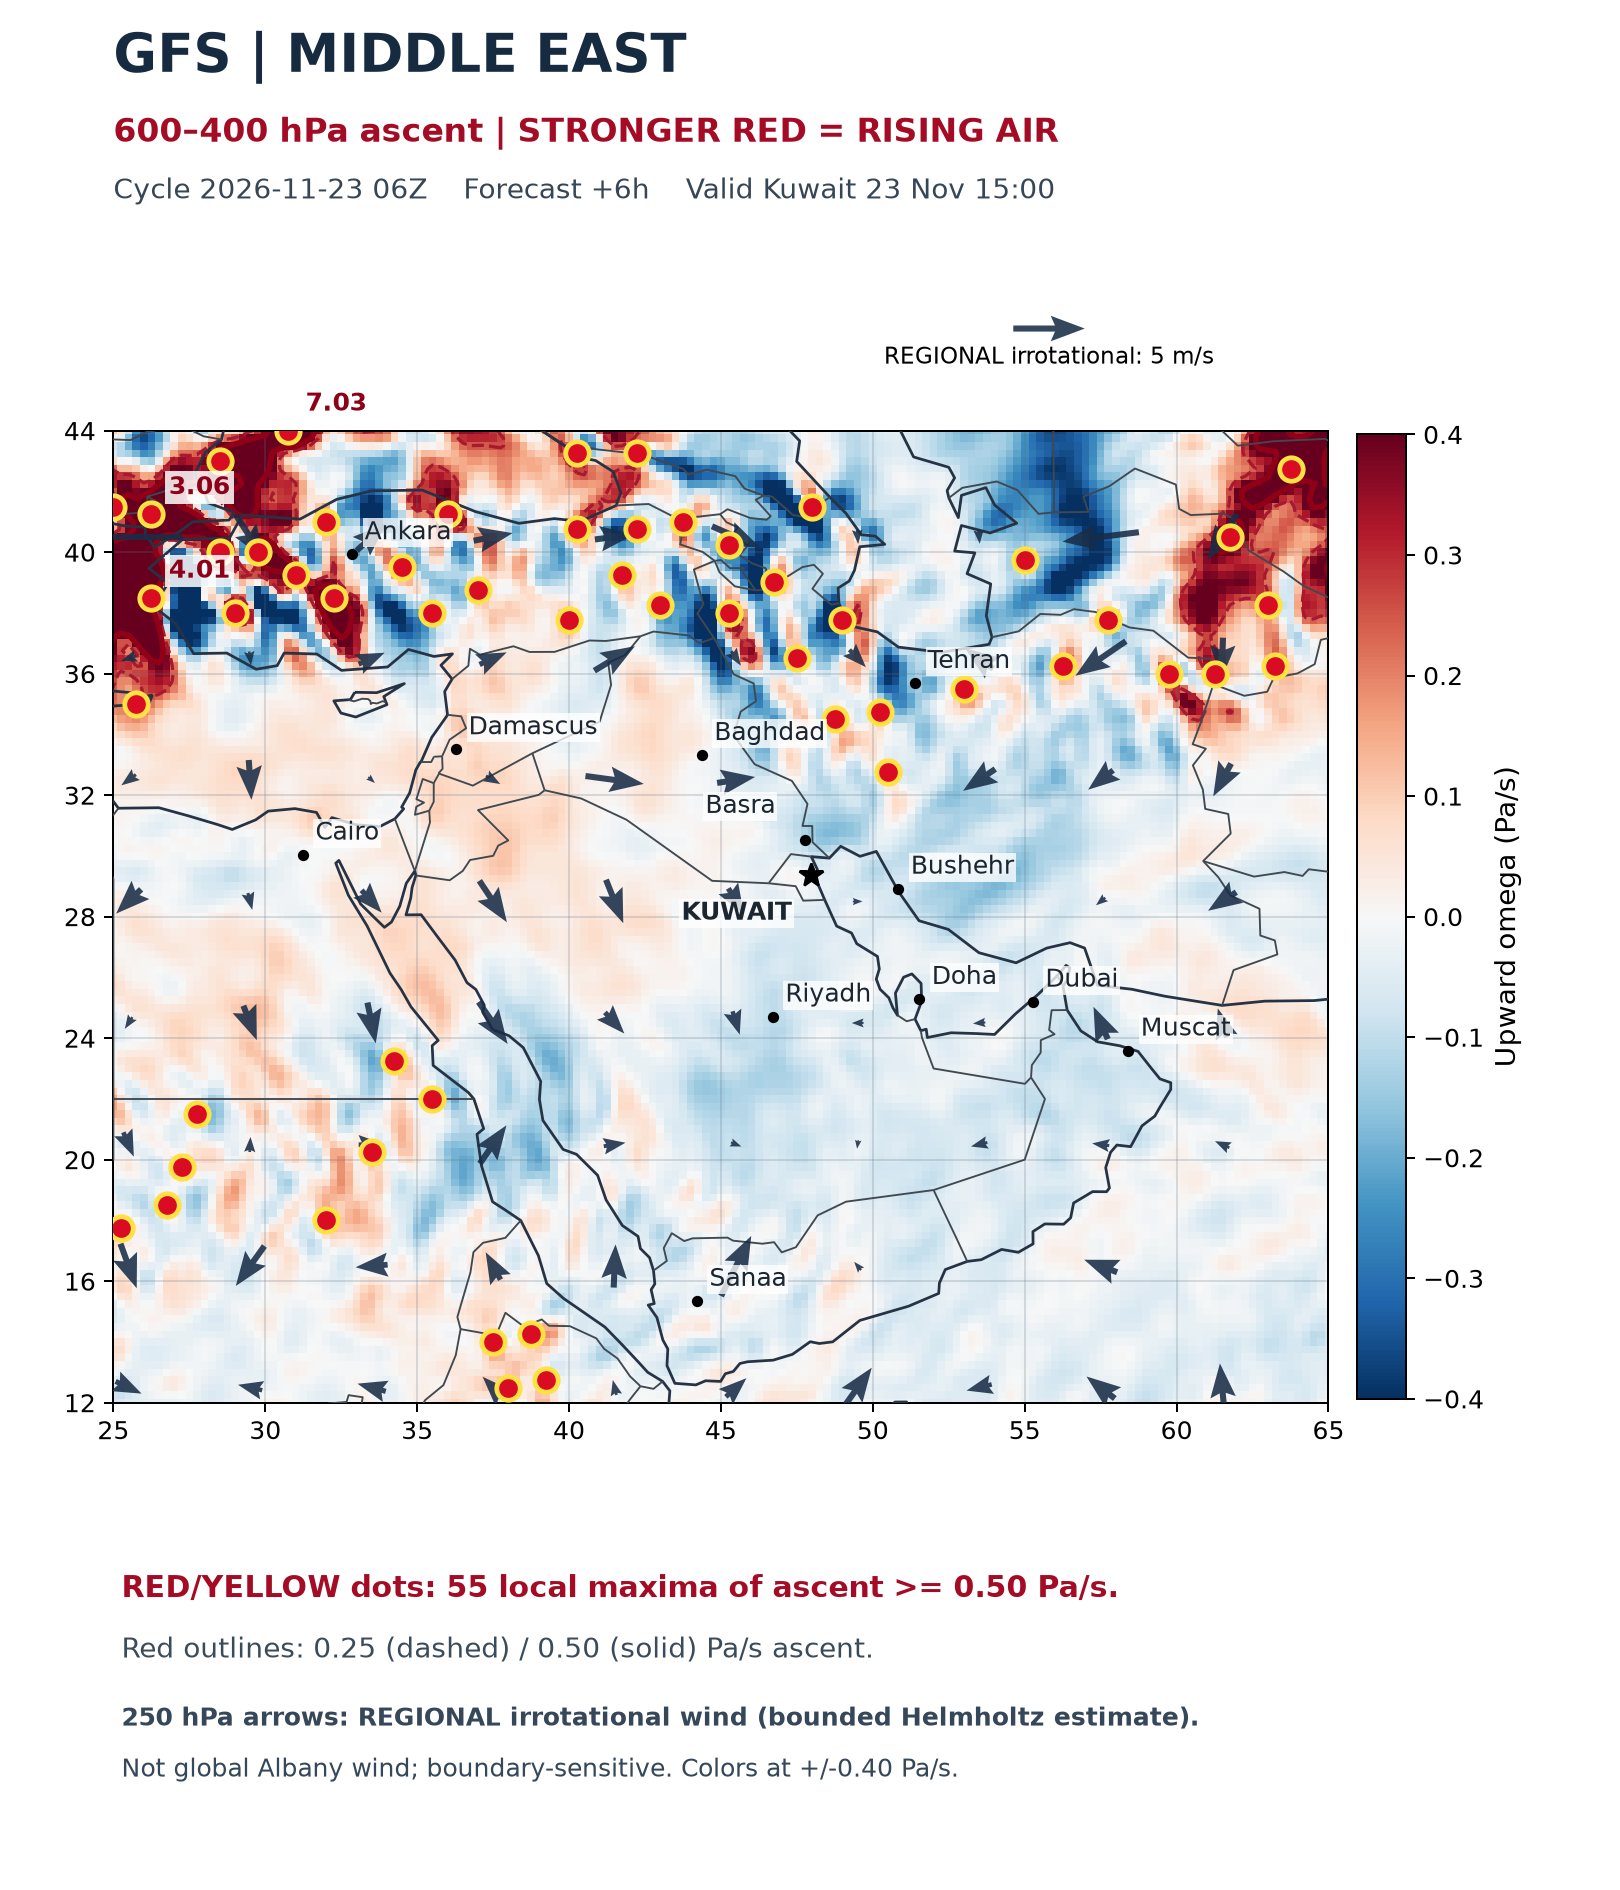 GFS | MIDDLE EAST
600–400 hPa ascent | STRONGER RED = RISING AIR
Cycle 2026-11-23 06Z    Forecast +6h    Valid Kuwait 23 Nov 15:00
REGIONAL irrotational: 5 m/s
7.03
3.06
4.01
Ankara
Tehran
Damascus
Baghdad
Basra
Cairo
Bushehr
KUWAIT
Riyadh
Doha
Dubai
Muscat
Sanaa
44
40
36
32
28
24
20
16
12
25 30 35 40 45 50 55 60 65
0.4
0.3
0.2
0.1
0.0
−0.1
−0.2
−0.3
−0.4
Upward omega (Pa/s)
RED/YELLOW dots: 55 local maxima of ascent >= 0.50 Pa/s.
Red outlines: 0.25 (dashed) / 0.50 (solid) Pa/s ascent.
250 hPa arrows: REGIONAL irrotational wind (bounded Helmholtz estimate).
Not global Albany wind; boundary-sensitive. Colors at +/-0.40 Pa/s.